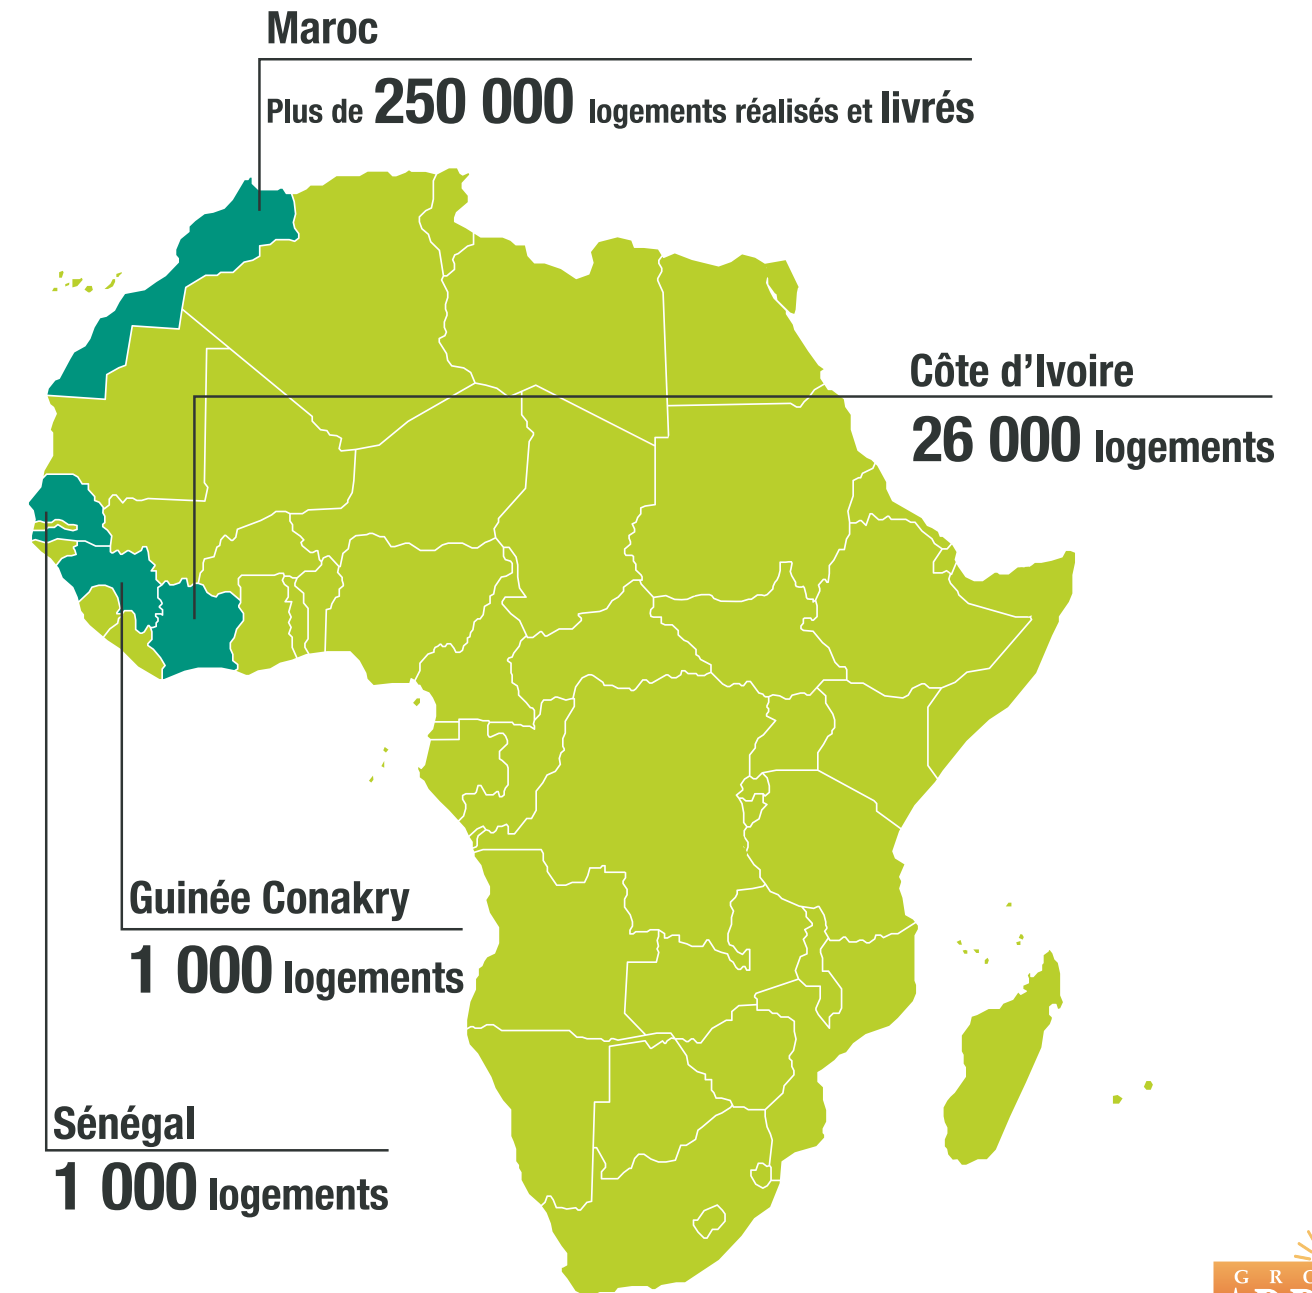 Maroc
Plus de 250 000 logements réalisés et livrés
Côte d’Ivoire
26 000 logements
Guinée Conakry
1 000 logements
Sénégal
1 000 logements